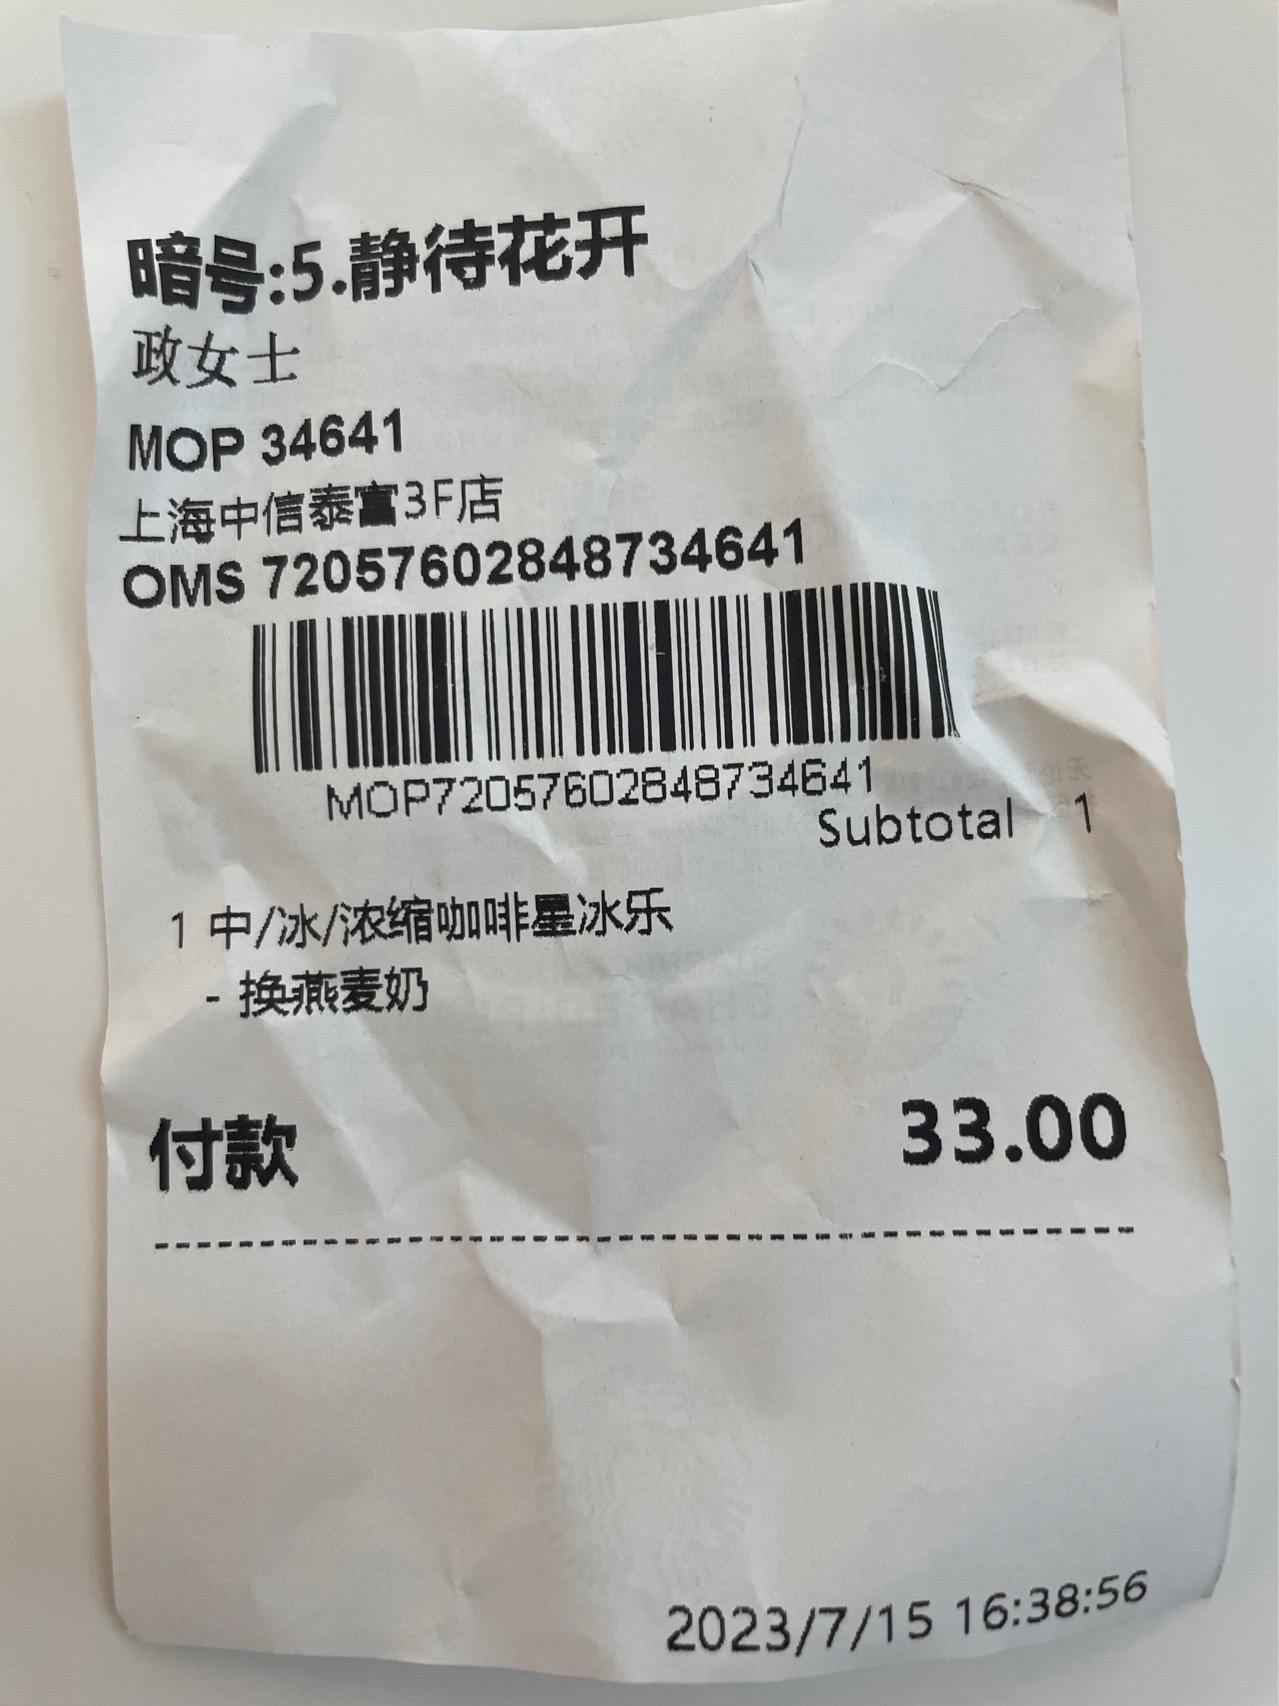 暗号:5.静待花开
政女士
MOP 34641
上海中信泰富3F店
OMS 72057602848734641
MOP72057602848734641
Subtotal 1
1 中/冰/浓缩咖啡星冰乐
- 换燕麦奶
付款 33.00
2023/7/15 16:38:56